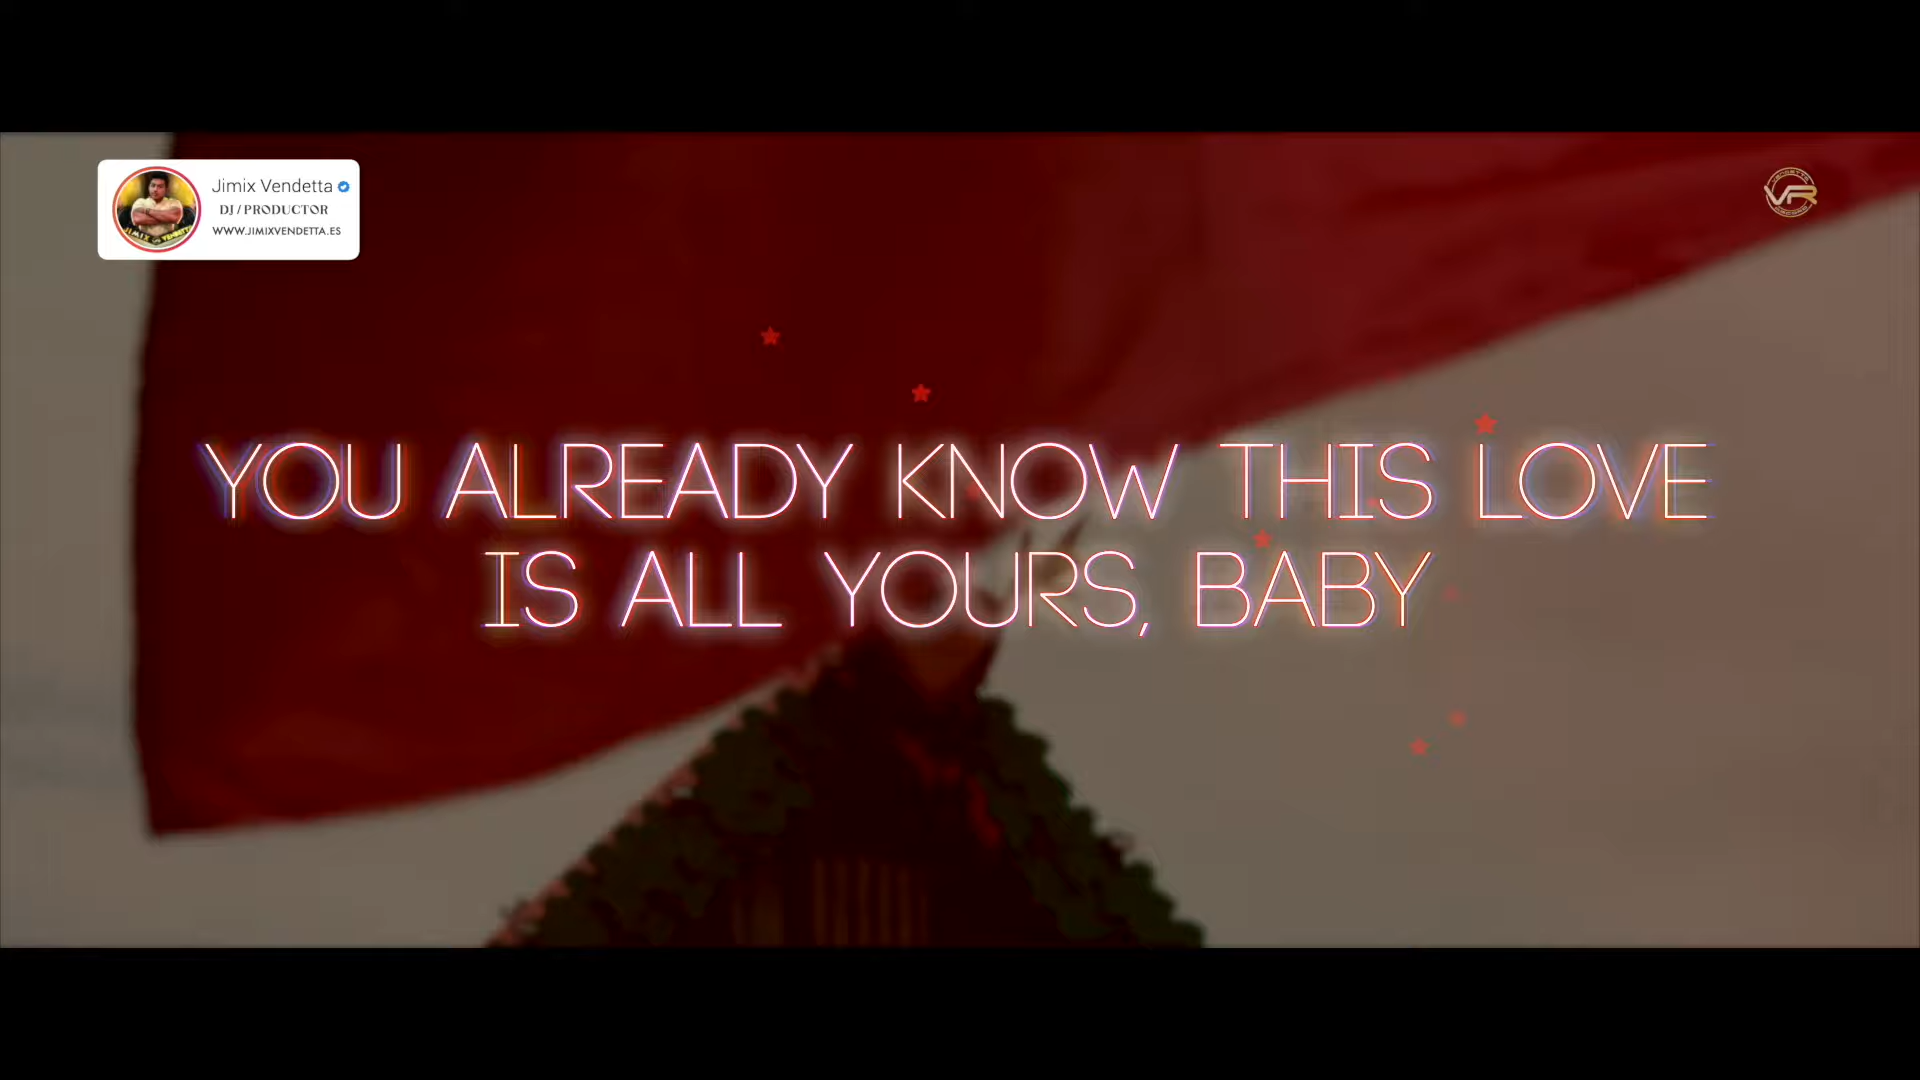 Jimix Vendetta
DJ / PRODUCTOR
WWW.JIMIXVENDETTA.ES
VR
YOU ALREADY KNOW THIS LOVE
IS ALL YOURS, BABY